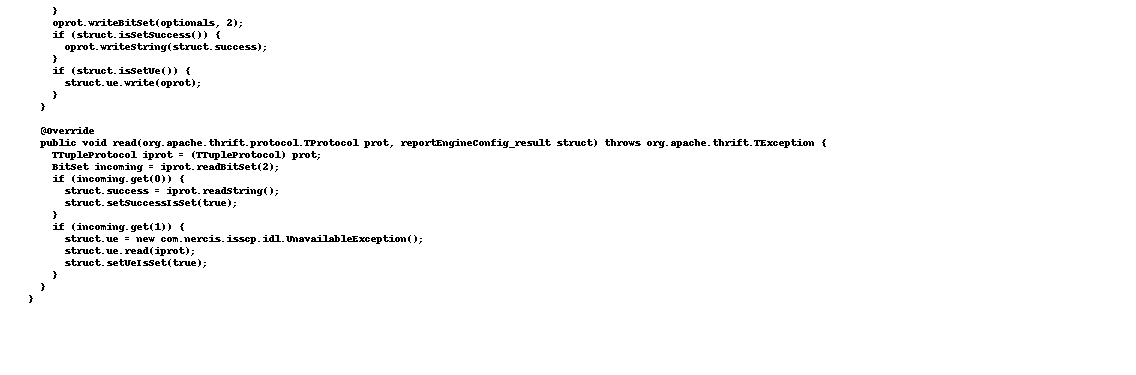 }
oprot.writeBitSet(optionals, 2);
if (struct.isSetSuccess()) {
oprot.writeString(struct.success);
}
if (struct.isSetUe()) {
struct.ue.write(oprot);
}
}
@Override
public void read(org.apache.thrift.protocol.TProtocol prot, reportEngineConfig_result struct) throws org.apache.thrift.TException {
TTupleProtocol iprot = (TTupleProtocol) prot;
BitSet incoming = iprot.readBitSet(2);
if (incoming.get(0)) {
struct.success = iprot.readString();
struct.setSuccessIsSet(true);
}
if (incoming.get(1)) {
struct.ue = new com.nercis.isscp.idl.UnavailableException();
struct.ue.read(iprot);
struct.setUeIsSet(true);
}
}
}